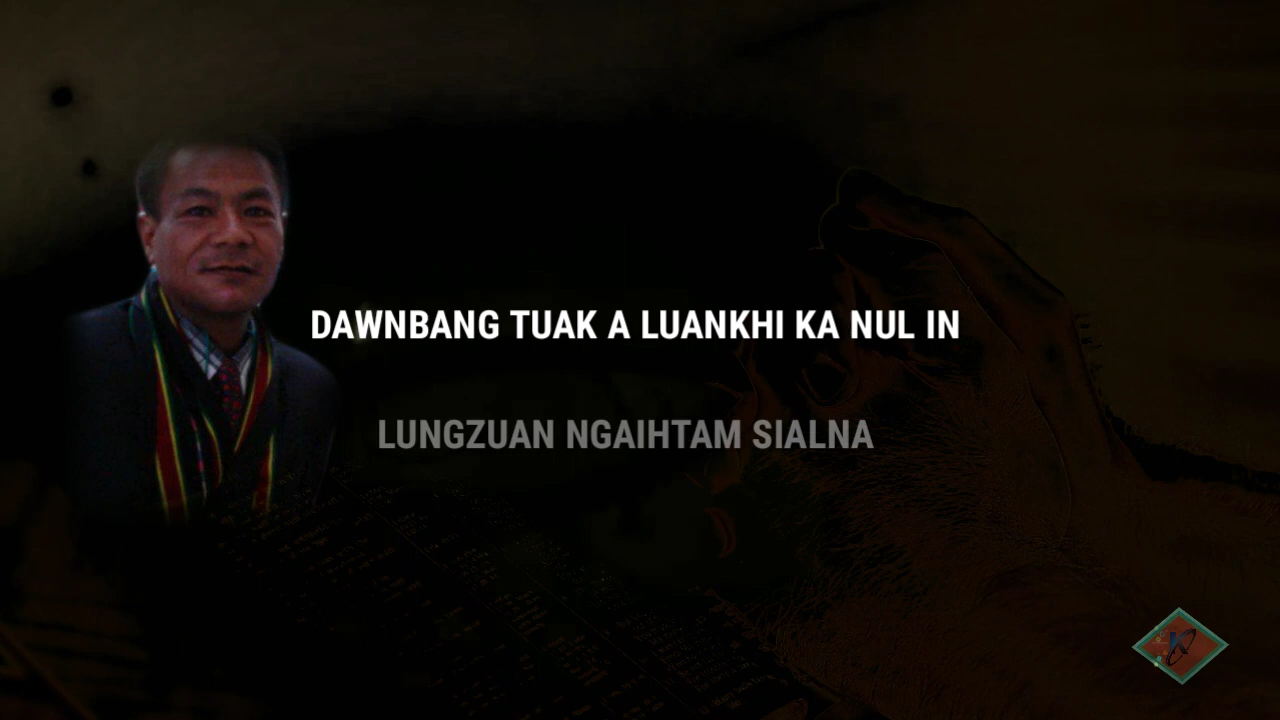 DAWNBANG TUAK A LUANKHI KA NUL IN
LUNGZUAN NGAIHTAM SIALNA